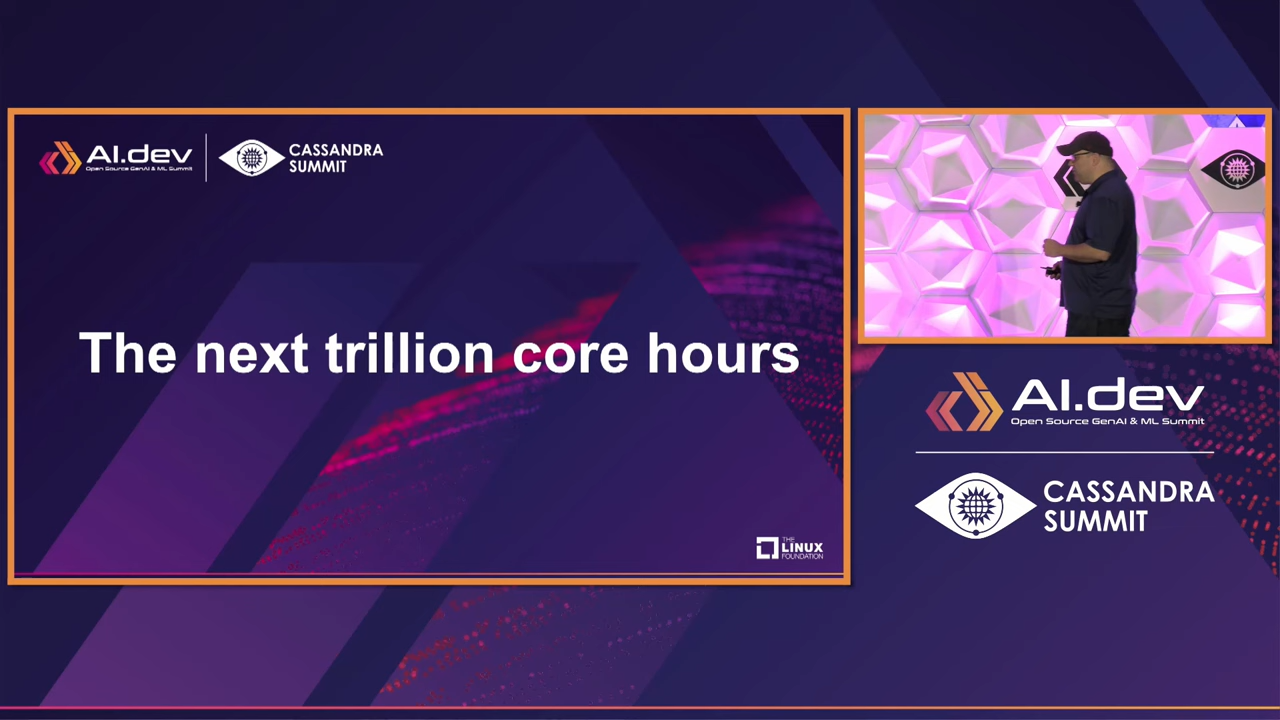 AI.dev
Open Source GenAI & ML Summit
CASSANDRA
SUMMIT
The next trillion core hours
THE
LINUX
FOUNDATION
AI.dev
Open Source GenAI & ML Summit
CASSANDRA
SUMMIT